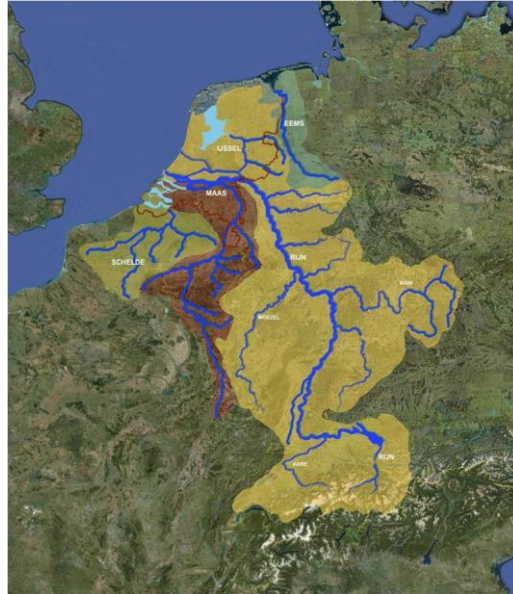 EEMS
IJSSEL
MAAS
RIJN
SCHELDE
MAIN
MOEZEL
AARE
RIJN